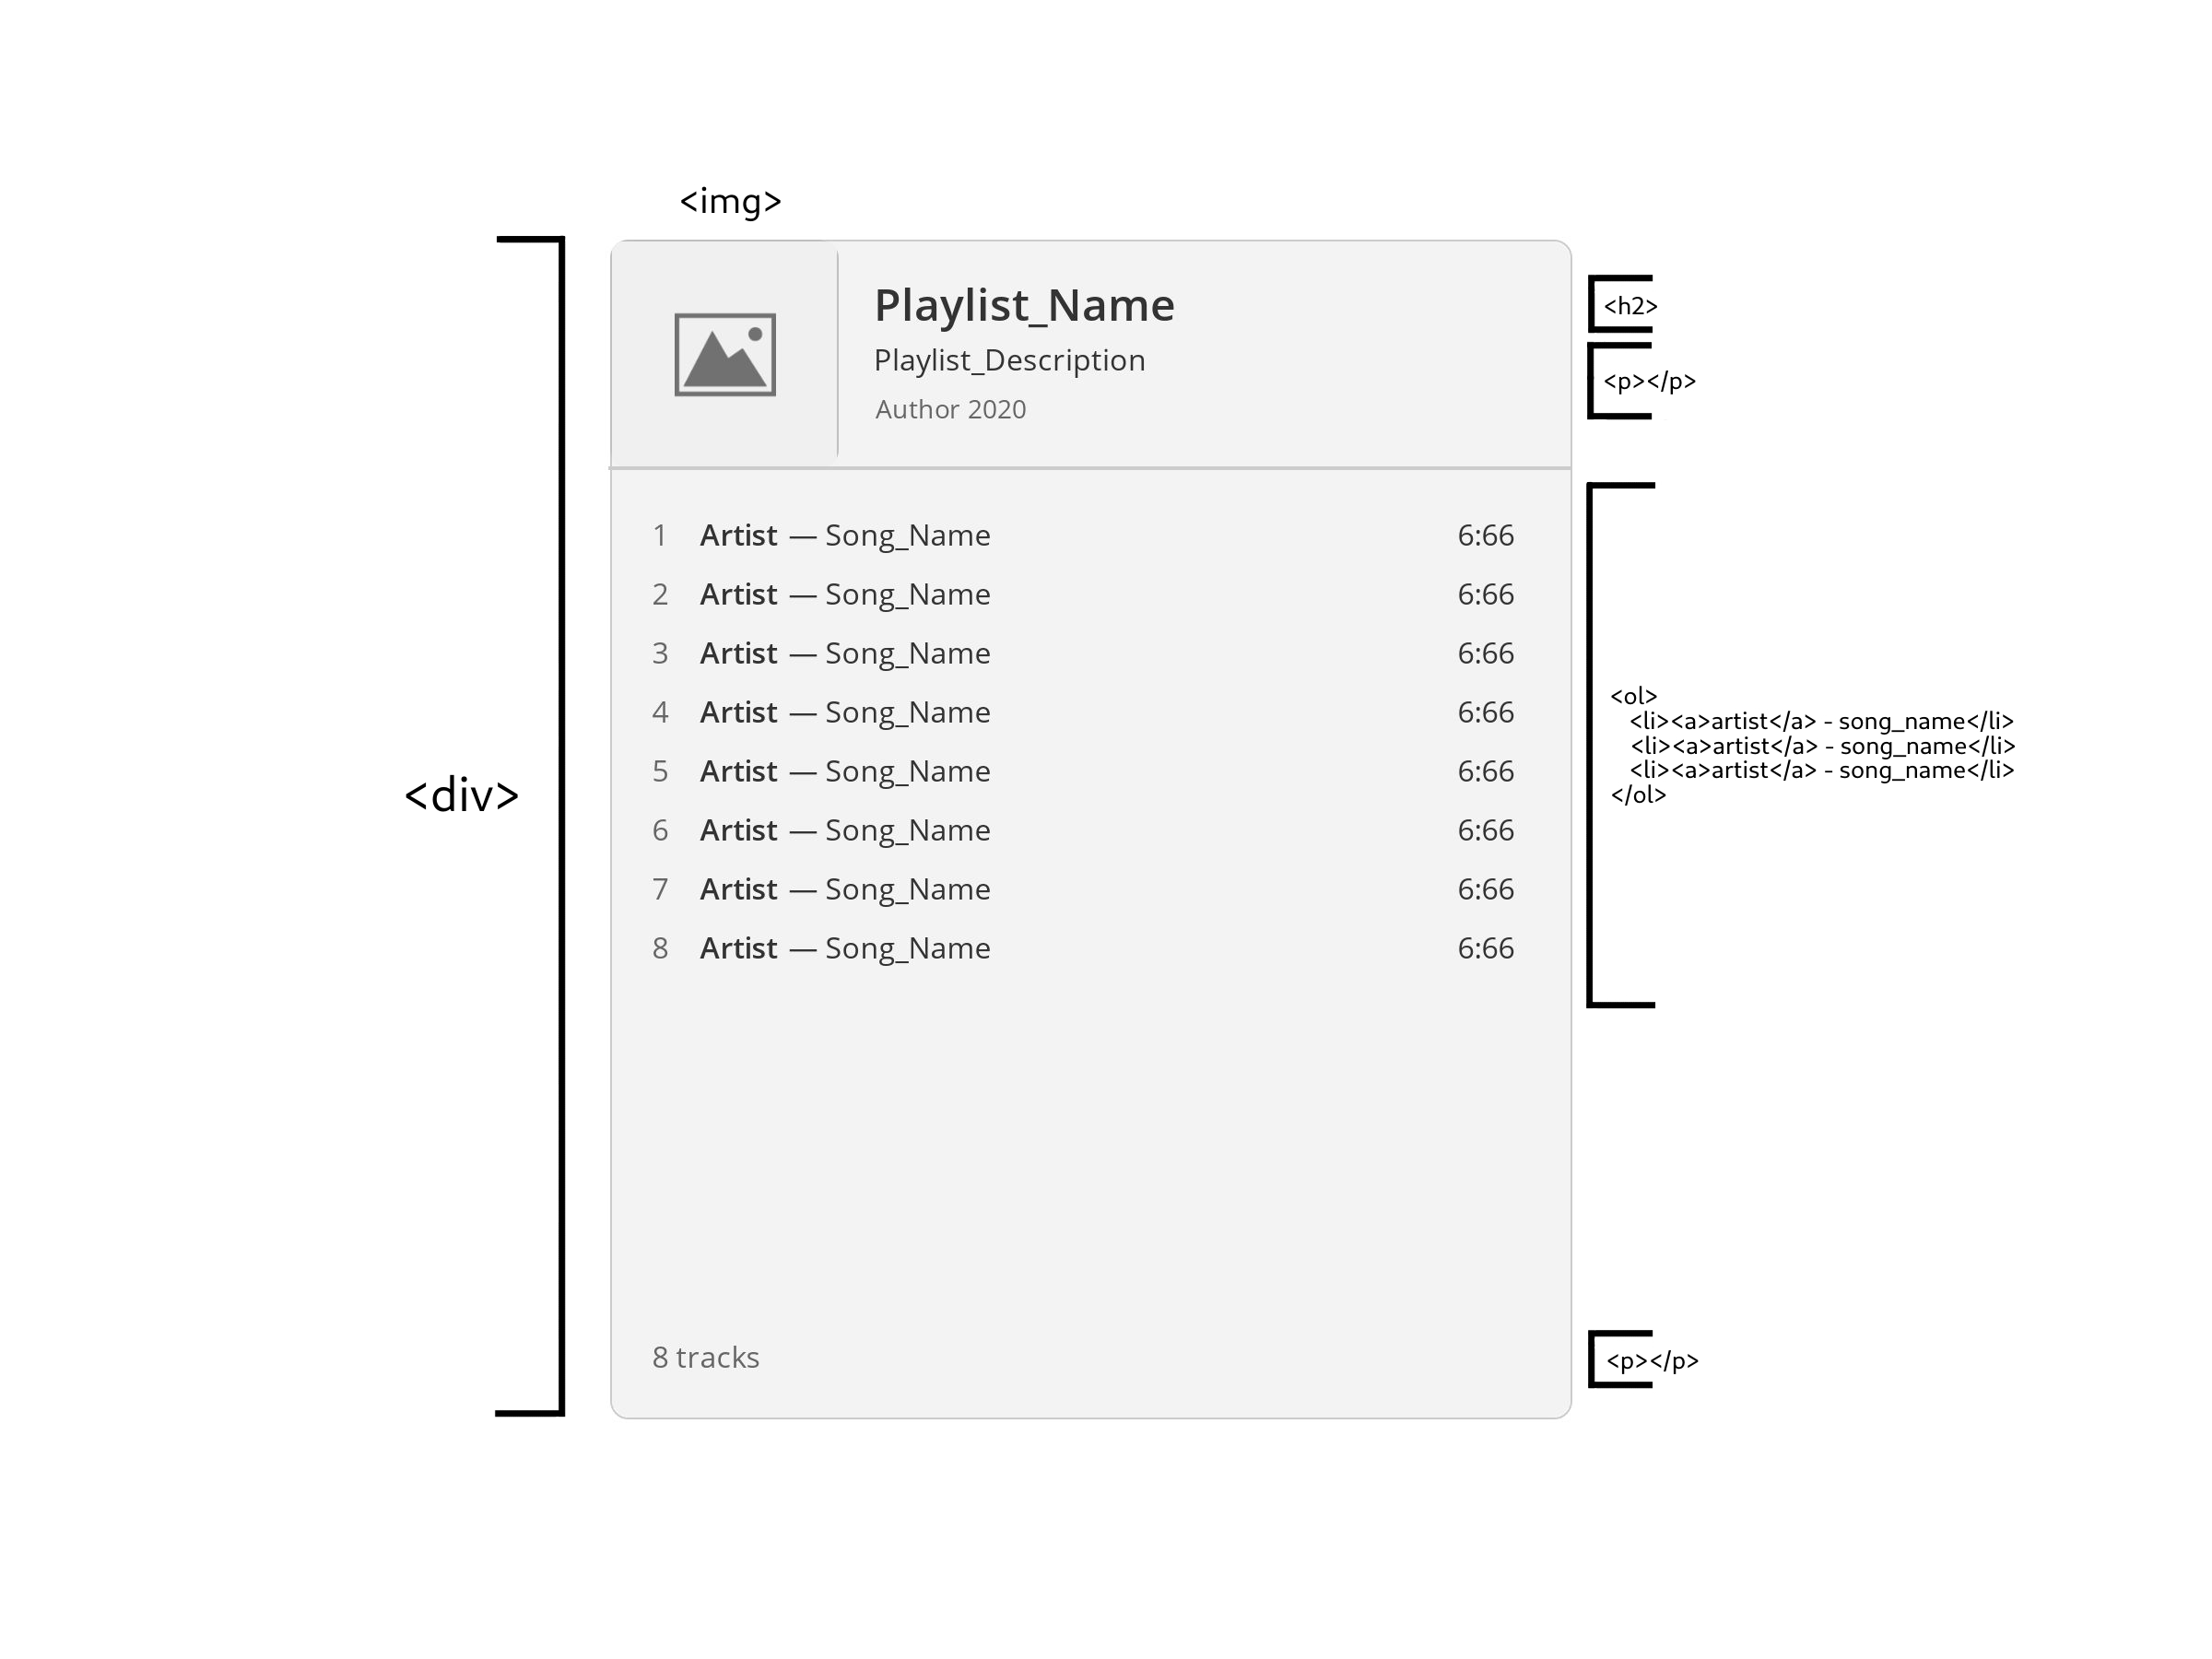 <img>
Playlist_Name
<h2>
Playlist_Description
<p></p>
Author 2020
1 Artist — Song_Name 6:66
2 Artist — Song_Name 6:66
3 Artist — Song_Name 6:66
4 Artist — Song_Name 6:66
5 Artist — Song_Name 6:66
6 Artist — Song_Name 6:66
7 Artist — Song_Name 6:66
8 Artist — Song_Name 6:66
<div>
<ol>
<li><a>artist</a> - song_name</li>
<li><a>artist</a> - song_name</li>
<li><a>artist</a> - song_name</li>
</ol>
8 tracks
<p></p>